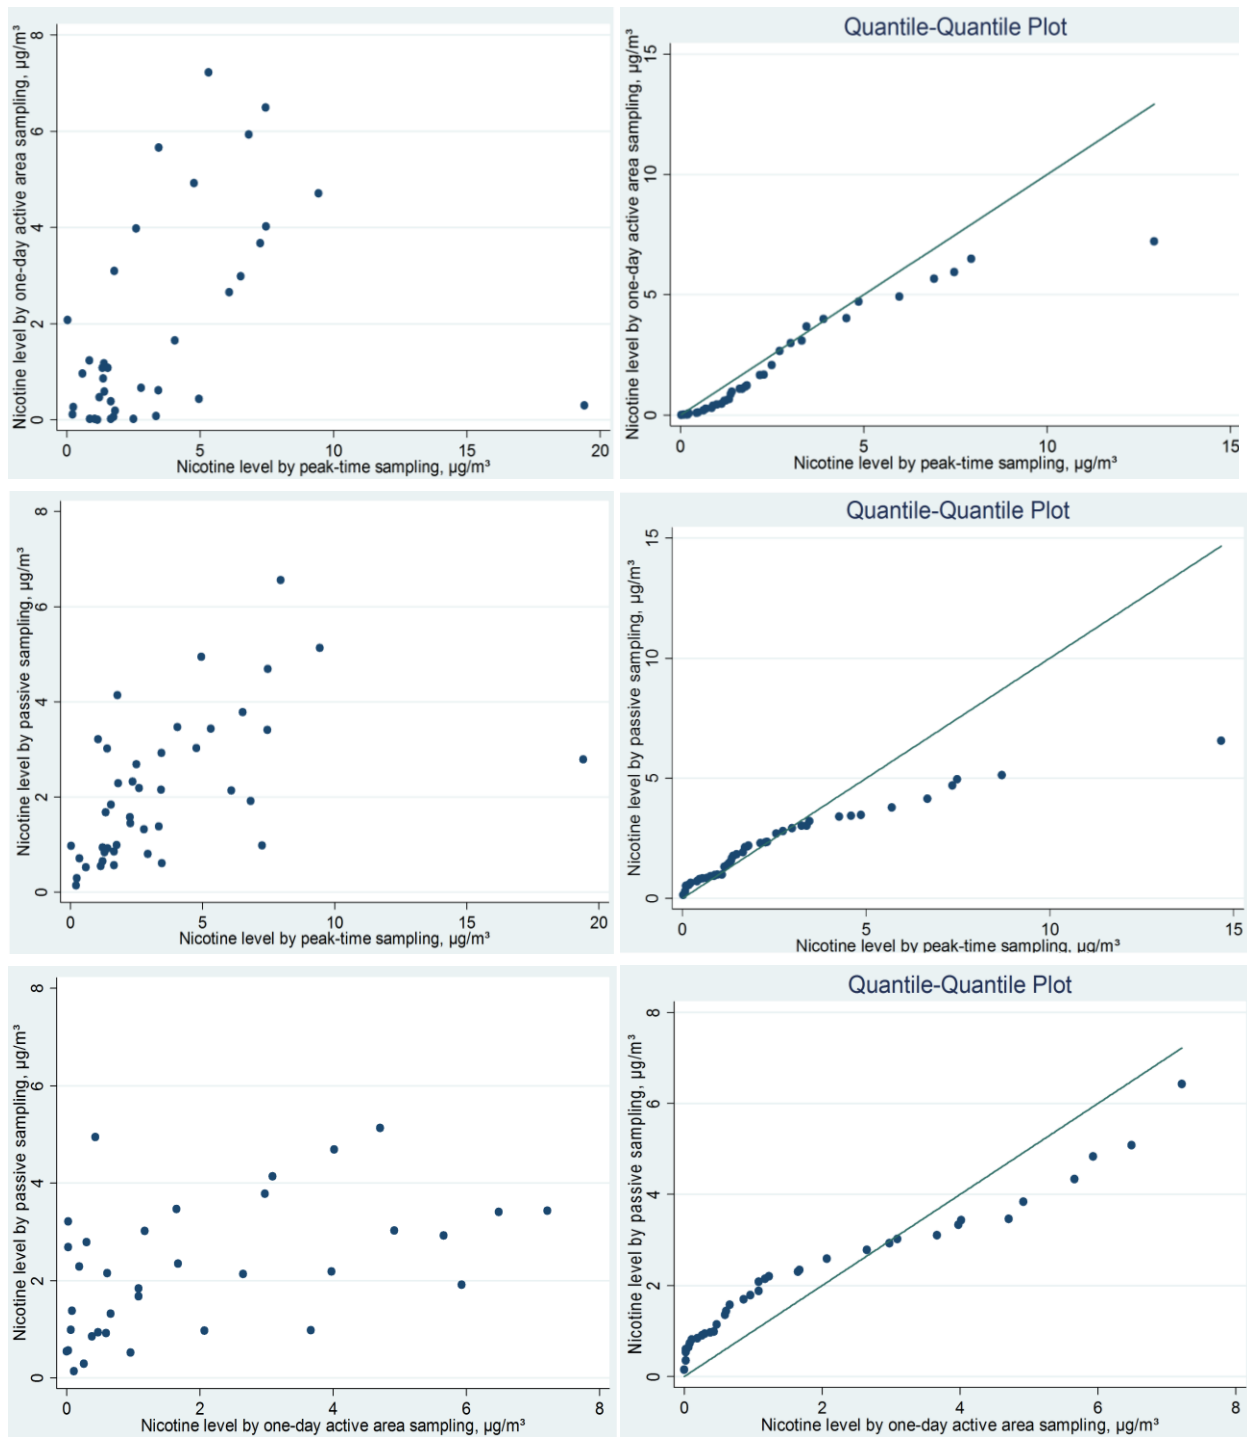 Nicotine level by one-day active area sampling, µg/m³
8
6
4
2
0
0 5 10 15 20
Nicotine level by peak-time sampling, µg/m³
Quantile-Quantile Plot
Nicotine level by one-day active area sampling, µg/m³
15
10
5
0
0 5 10 15
Nicotine level by peak-time sampling, µg/m³
Nicotine level by passive sampling, µg/m³
8
6
4
2
0
0 5 10 15 20
Nicotine level by peak-time sampling, µg/m³
Quantile-Quantile Plot
Nicotine level by passive sampling, µg/m³
15
10
5
0
0 5 10 15
Nicotine level by peak-time sampling, µg/m³
Nicotine level by passive sampling, µg/m³
8
6
4
2
0
0 2 4 6 8
Nicotine level by one-day active area sampling, µg/m³
Quantile-Quantile Plot
Nicotine level by passive sampling, µg/m³
8
6
4
2
0
0 2 4 6 8
Nicotine level by one-day active area sampling, µg/m³